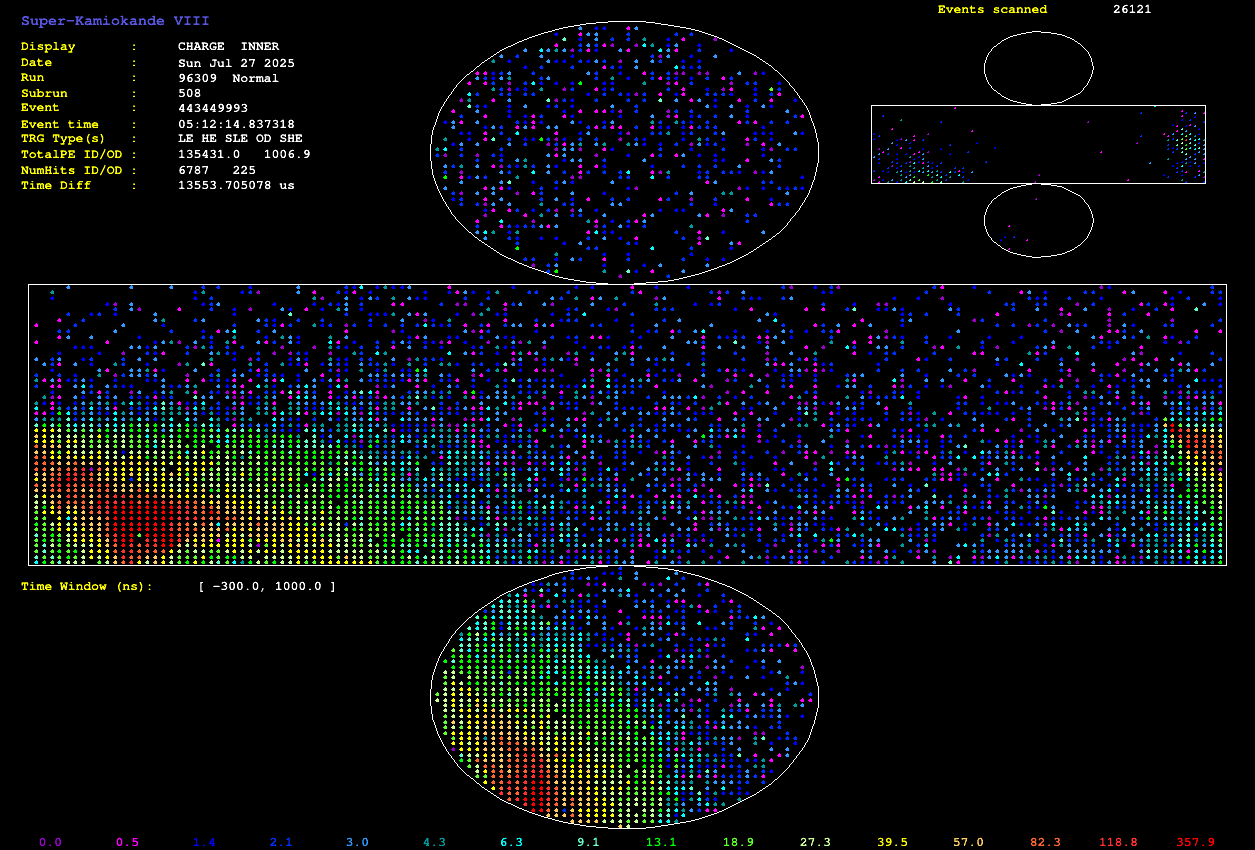 Super-Kamiokande VIII
Events scanned 26121
Display : CHARGE INNER
Date : Sun Jul 27 2025
Run : 96309 Normal
Subrun : 508
Event : 443449993
Event time : 05:12:14.837318
TRG Type(s) : LE HE SLE OD SHE
TotalPE ID/OD : 135431.0 1006.9
NumHits ID/OD : 6787 225
Time Diff : 13553.705078 us
Time Window (ns): [ -300.0, 1000.0 ]
0.0 0.5 1.4 2.1 3.0 4.3 6.3 9.1 13.1 18.9 27.3 39.5 57.0 82.3 118.8 357.9